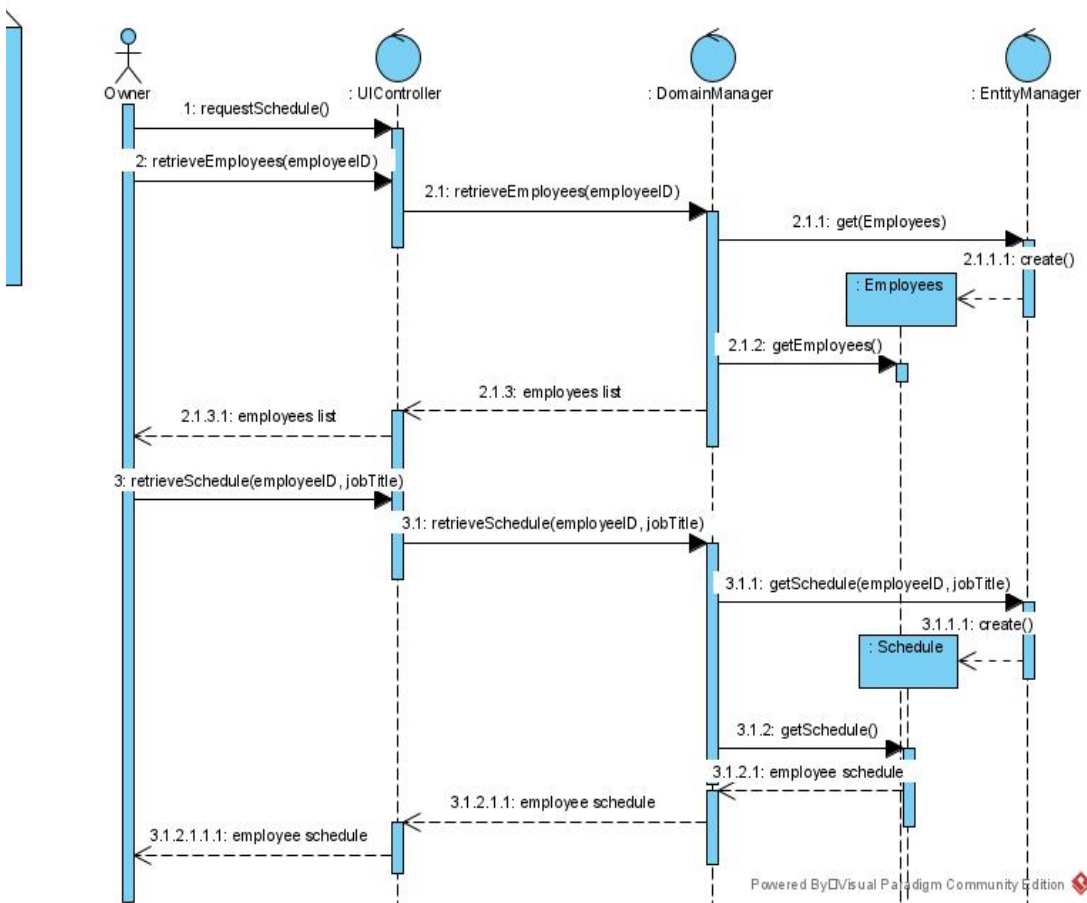 Owner
: UIController
: DomainManager
: EntityManager
1: requestSchedule()
2: retrieveEmployees(employeeID)
2.1: retrieveEmployees(employeeID)
2.1.1: get(Employees)
2.1.1.1: create()
: Employees
2.1.2: getEmployees()
2.1.3: employees list
2.1.3.1: employees list
3: retrieveSchedule(employeeID, jobTitle)
3.1: retrieveSchedule(employeeID, jobTitle)
3.1.1: getSchedule(employeeID, jobTitle)
3.1.1.1: create()
: Schedule
3.1.2: getSchedule()
3.1.2.1: employee schedule
3.1.2.1.1: employee schedule
3.1.2.1.1.1: employee schedule
Powered By□Visual Paradigm Community Edition